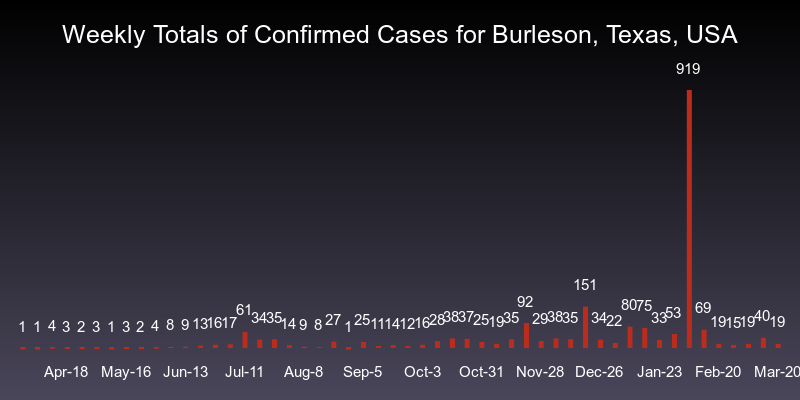 Weekly Totals of Confirmed Cases for Burleson, Texas, USA
919
151
92
80 75
61 69
53
34 35 27 25 28 38 37 25 19 35 29 38 35 34 22 33 19 15 19 40 19
1 1 4 3 2 3 1 3 2 4 8 9 13 16 17 14 9 8 1 11 14 12 16
Apr-18 May-16 Jun-13 Jul-11 Aug-8 Sep-5 Oct-3 Oct-31 Nov-28 Dec-26 Jan-23 Feb-20 Mar-20